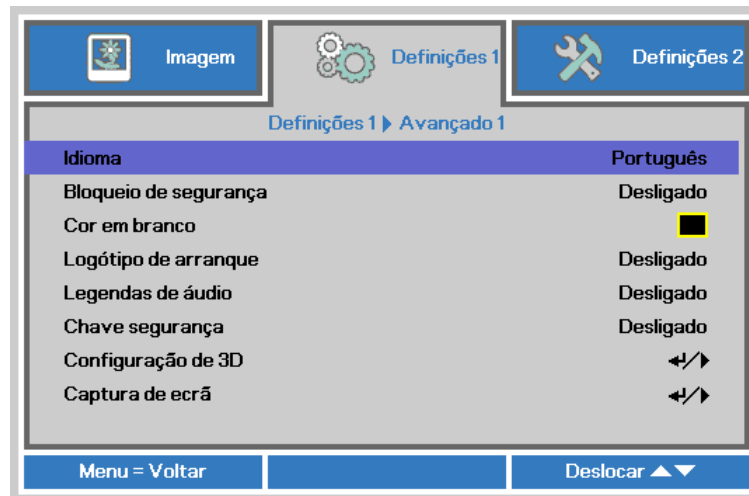 Imagem
Definições 1
Definições 2
Definições 1 Avançado 1
Idioma Português
Bloqueio de segurança Desligado
Cor em branco
Logótipo de arranque Desligado
Legendas de áudio Desligado
Chave segurança Desligado
Configuração de 3D
Captura de ecrã
Menu = Voltar
Deslocar